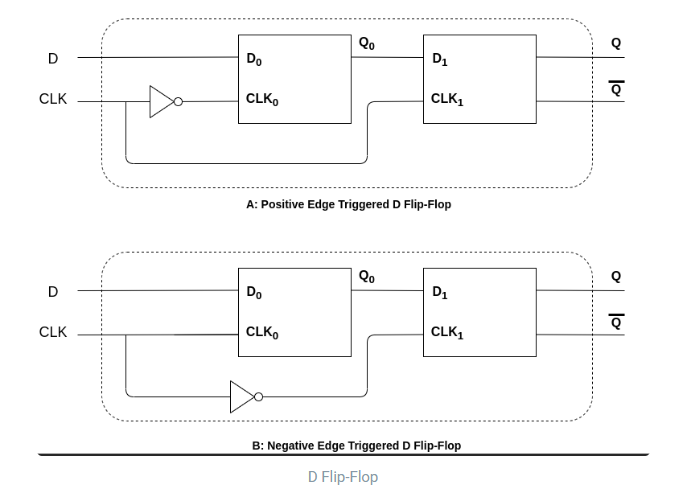 D
D₀
Q₀
D₁
Q
CLK
CLK₀
CLK₁
Q̅
A: Positive Edge Triggered D Flip-Flop
D
D₀
Q₀
D₁
Q
CLK
CLK₀
CLK₁
Q̅
B: Negative Edge Triggered D Flip-Flop
D Flip-Flop